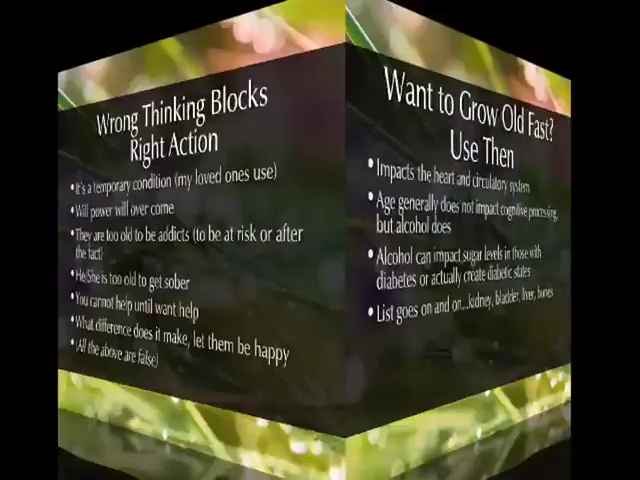 Wrong Thinking Blocks
Right Action
•It's a temporary condition (my loved ones use)
•Will power will over come
•They are too old to be addicts (to be at risk or after
the fact)
•He/She is too old to get sober
•You cannot help until want help
•What difference does it make, let them be happy
•(All the above are false)
Want to Grow Old Fast?
Use Then
•Impacts the heart and circulatory system
•Age generally does not impact cognitive processing,
but alcohol does
•Alcohol can impact sugar levels in those with
diabetes or actually create diabetic states
•List goes on and on...kidney, bladder, liver, bones